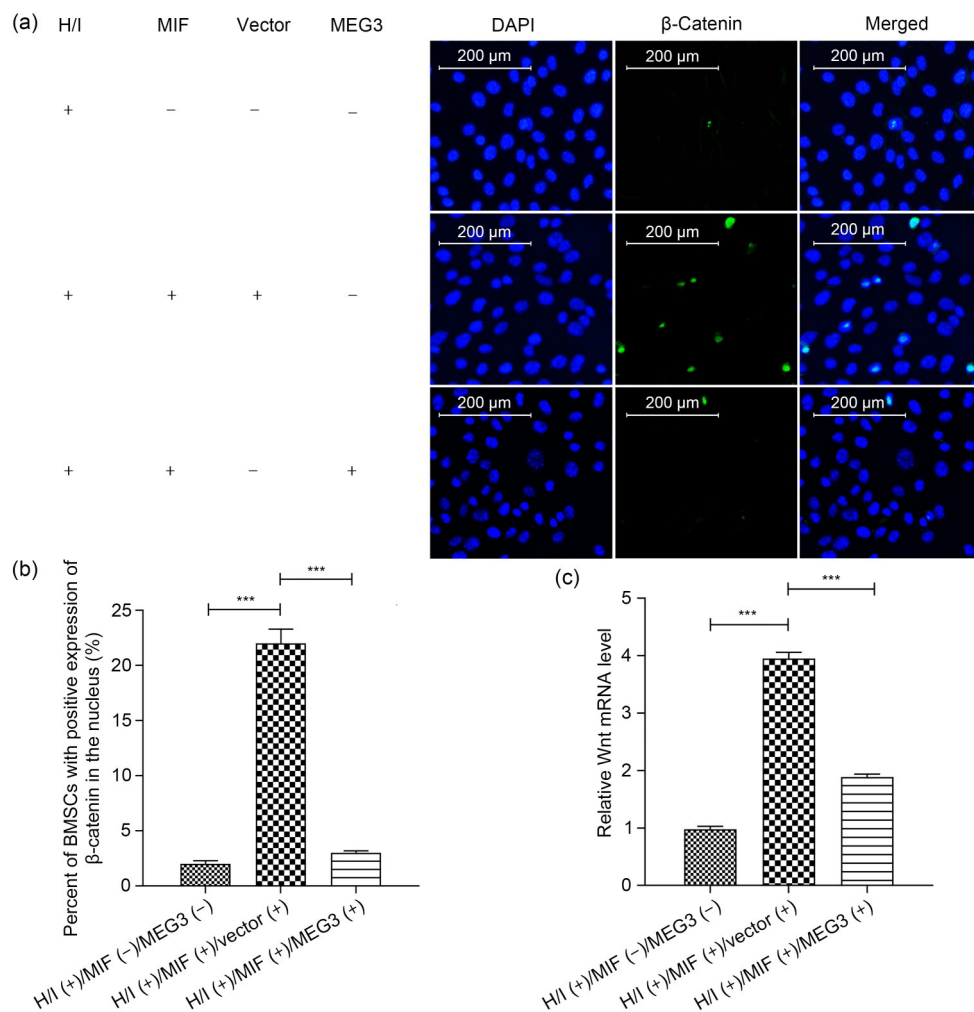 (a) H/I MIF Vector MEG3 DAPI β-Catenin Merged
200 µm 200 µm 200 µm
+ − − −
200 µm 200 µm 200 µm
+ + + −
200 µm 200 µm 200 µm
+ + − +
(b)
Percent of BMSCs with positive expression of
β-catenin in the nucleus (%)
25
20
15
10
5
0
***
***
H/I (+)/MIF (−)/MEG3 (−)
H/I (+)/MIF (+)/vector (+)
H/I (+)/MIF (+)/MEG3 (+)
(c)
Relative Wnt mRNA level
5
4
3
2
1
0
***
***
H/I (+)/MIF (−)/MEG3 (−)
H/I (+)/MIF (+)/vector (+)
H/I (+)/MIF (+)/MEG3 (+)